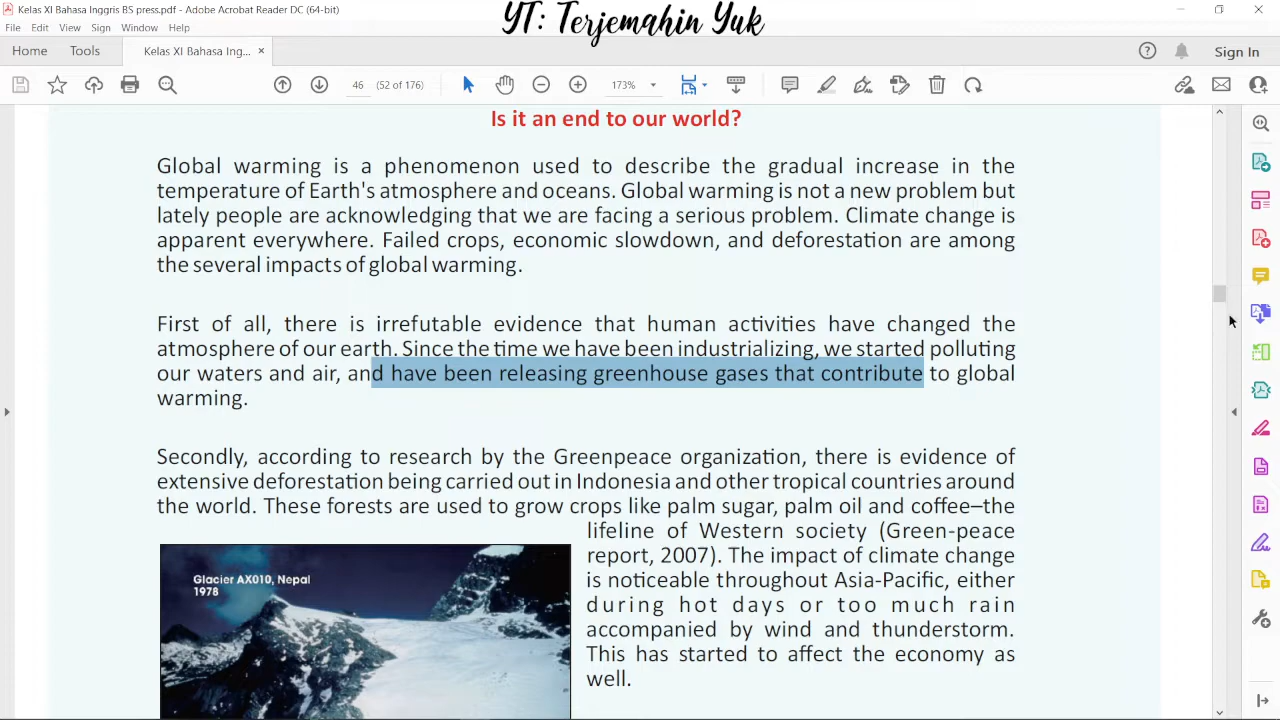 Kelas XI Bahasa Inggris BS press.pdf - Adobe Acrobat Reader DC (64-bit)
YT: Terjemahin Yuk
File Edit View Sign Window Help
Home Tools Kelas XI Bahasa Ing... × Sign In
46 (52 of 176) 173%
Is it an end to our world?
Global warming is a phenomenon used to describe the gradual increase in the
temperature of Earth's atmosphere and oceans. Global warming is not a new problem but
lately people are acknowledging that we are facing a serious problem. Climate change is
apparent everywhere. Failed crops, economic slowdown, and deforestation are among
the several impacts of global warming.
First of all, there is irrefutable evidence that human activities have changed the
atmosphere of our earth. Since the time we have been industrializing, we started polluting
our waters and air, and have been releasing greenhouse gases that contribute to global
warming.
Secondly, according to research by the Greenpeace organization, there is evidence of
extensive deforestation being carried out in Indonesia and other tropical countries around
the world. These forests are used to grow crops like palm sugar, palm oil and coffee–the
lifeline of Western society (Green-peace
report, 2007). The impact of climate change
is noticeable throughout Asia-Pacific, either
during hot days or too much rain
accompanied by wind and thunderstorm.
This has started to affect the economy as
well.
Glacier AX010, Nepal
1978